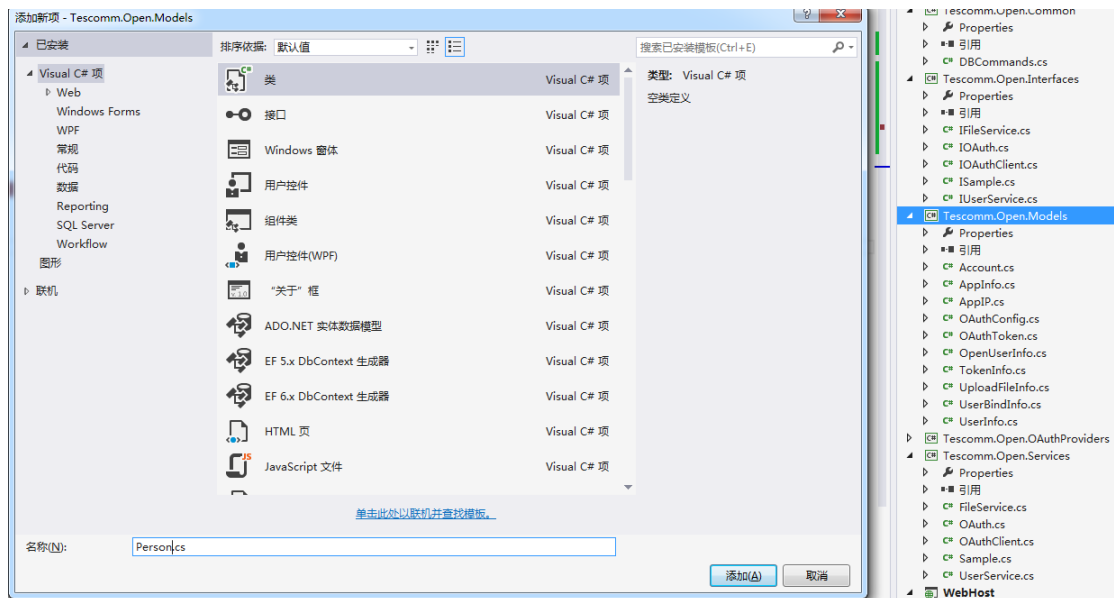 添加新项 - Tescomm.Open.Models
已安装
Visual C# 项
Web
Windows Forms
WPF
常规
代码
数据
Reporting
SQL Server
Workflow
图形
联机
排序依据: 默认值
类 Visual C# 项
接口 Visual C# 项
Windows 窗体 Visual C# 项
用户控件 Visual C# 项
组件类 Visual C# 项
用户控件(WPF) Visual C# 项
“关于”框 Visual C# 项
ADO.NET 实体数据模型 Visual C# 项
EF 5.x DbContext 生成器 Visual C# 项
EF 6.x DbContext 生成器 Visual C# 项
HTML 页 Visual C# 项
JavaScript 文件 Visual C# 项
单击此处以联机并查找模板。
搜索已安装模板(Ctrl+E)
类型: Visual C# 项
空类定义
名称(N): Person.cs
添加(A) 取消
Tescomm.Open.Common
Properties
引用
DBCommands.cs
Tescomm.Open.Interfaces
Properties
引用
IFileService.cs
IOAuth.cs
IOAuthClient.cs
ISample.cs
IUserService.cs
Tescomm.Open.Models
Properties
引用
Account.cs
AppInfo.cs
AppIP.cs
OAuthConfig.cs
OAuthToken.cs
OpenUserInfo.cs
TokenInfo.cs
UploadFileInfo.cs
UserBindInfo.cs
UserInfo.cs
Tescomm.Open.OAuthProviders
Tescomm.Open.Services
Properties
引用
FileService.cs
OAuth.cs
OAuthClient.cs
Sample.cs
UserService.cs
WebHost